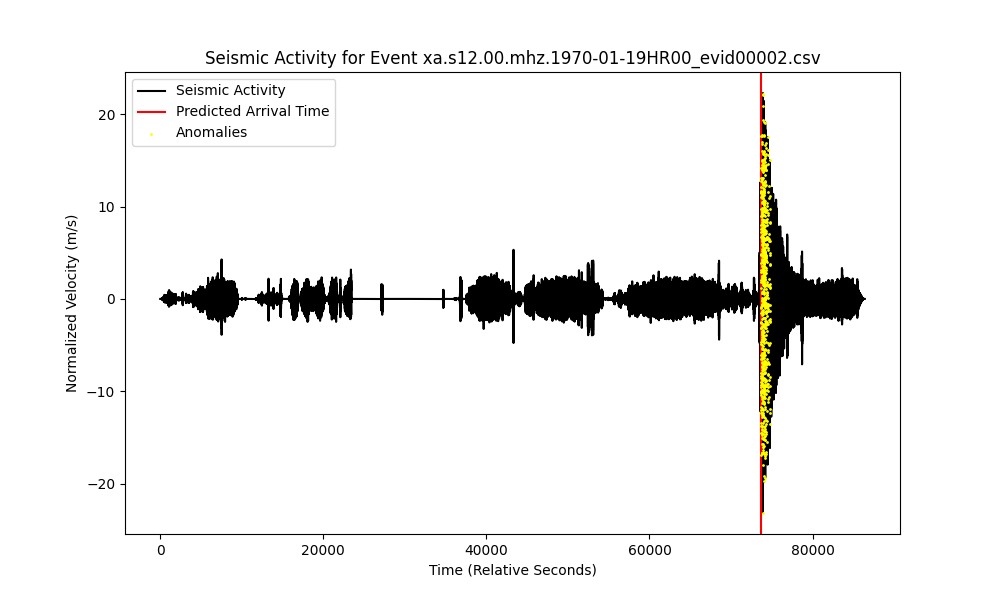 Seismic Activity for Event xa.s12.00.mhz.1970-01-19HR00_evid00002.csv
Seismic Activity
Predicted Arrival Time
Anomalies
Normalized Velocity (m/s)
20
10
0
−10
−20
0
20000
40000
60000
80000
Time (Relative Seconds)